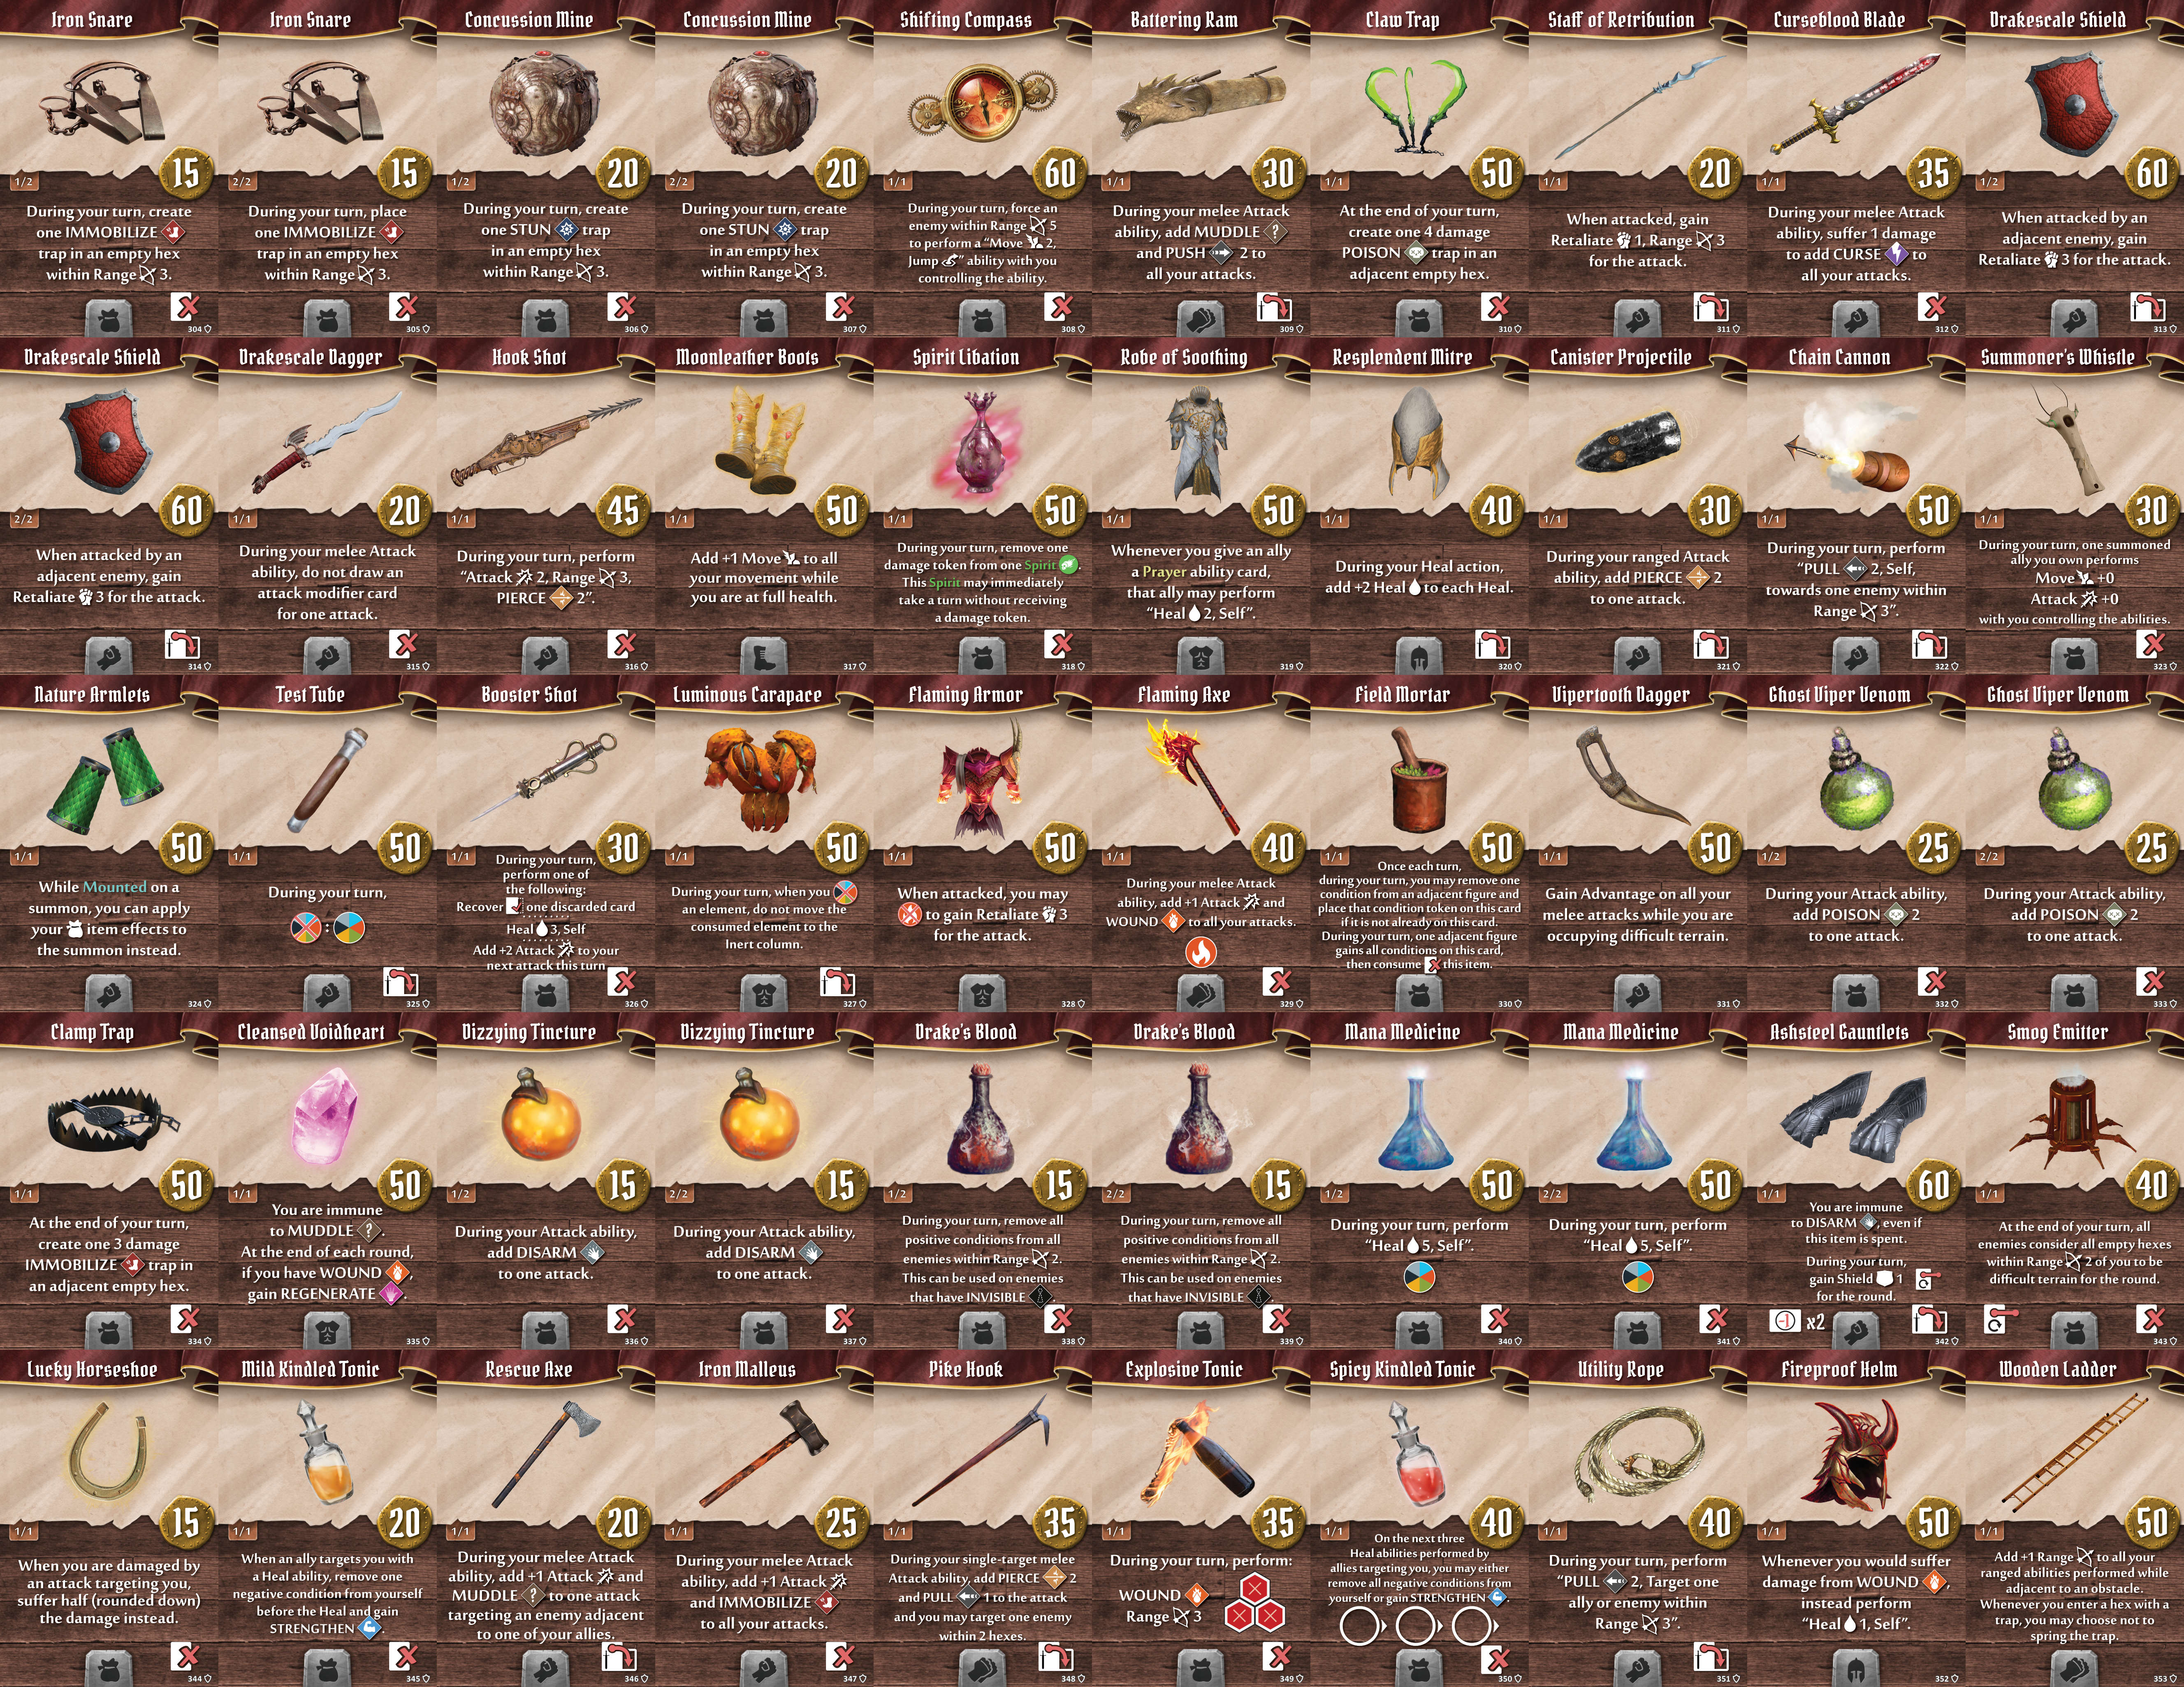 Iron Snare
15
1/2
During your turn, create
one IMMOBILIZE
trap in an empty hex
within Range 3.
304
Iron Snare
15
2/2
During your turn, place
one IMMOBILIZE
trap in an empty hex
within Range 3.
305
Concussion Mine
20
1/2
During your turn, create
one STUN trap
in an empty hex
within Range 3.
306
Concussion Mine
20
2/2
During your turn, create
one STUN trap
in an empty hex
within Range 3.
307
Shifting Compass
60
1/1
During your turn, force an
enemy within Range 5
to perform a “Move 2,
Jump” ability with you
controlling the ability.
308
Battering Ram
30
1/1
During your melee Attack
ability, add MUDDLE
and PUSH 2 to
all your attacks.
309
Claw Trap
50
1/1
At the end of your turn,
create one 4 damage
POISON trap in an
adjacent empty hex.
310
Staff of Retribution
20
1/1
When attacked, gain
Retaliate 1, Range 3
for the attack.
311
Curseblood Blade
35
1/1
During your melee Attack
ability, suffer 1 damage
to add CURSE to
all your attacks.
312
Drakescale Shield
60
1/2
When attacked by an
adjacent enemy, gain
Retaliate 3 for the attack.
313
Drakescale Shield
60
2/2
When attacked by an
adjacent enemy, gain
Retaliate 3 for the attack.
314
Drakescale Dagger
20
1/1
During your melee Attack
ability, do not draw an
attack modifier card
for one attack.
315
Hook Shot
45
1/1
During your turn, perform
“Attack 2, Range 3,
PIERCE 2”.
316
Moonleather Boots
50
1/1
Add +1 Move to all
your movement while
you are at full health.
317
Spirit Libation
50
1/1
During your turn, remove one
damage token from one Spirit.
This Spirit may immediately
take a turn without receiving
a damage token.
318
Robe of Soothing
50
1/1
Whenever you give an ally
a Prayer ability card,
that ally may perform
“Heal 2, Self”.
319
Resplendent Mitre
40
1/1
During your Heal action,
add +2 Heal to each Heal.
320
Canister Projectile
30
1/1
During your ranged Attack
ability, add PIERCE 2
to one attack.
321
Chain Cannon
50
1/1
During your turn, perform
“PULL 2, Self,
towards one enemy within
Range 3”.
322
Summoner's Whistle
30
1/1
During your turn, one summoned
ally you own performs
Move +0
Attack +0
with you controlling the abilities.
323
Nature Armlets
50
1/1
While Mounted on a
summon, you can apply
your item effects to
the summon instead.
324
Test Tube
50
1/1
During your turn,
:
325
Booster Shot
30
1/1
During your turn,
perform one of
the following:
Recover one discarded card
Heal 3, Self
Add +2 Attack to your
next attack this turn
326
Luminous Carapace
50
1/1
During your turn, when you
an element, do not move the
consumed element to the
Inert column.
327
Flaming Armor
50
1/1
When attacked, you may
to gain Retaliate 3
for the attack.
328
Flaming Axe
40
1/1
During your melee Attack
ability, add +1 Attack and
WOUND to all your attacks.
329
Field Mortar
50
1/1
Once each turn,
during your turn, you may remove one
condition from an adjacent figure and
place that condition token on this card
if it is not already on this card.
During your turn, one adjacent figure
gains all conditions on this card,
then consume this item.
330
Vipertooth Dagger
50
1/1
Gain Advantage on all your
melee attacks while you are
occupying difficult terrain.
331
Ghost Viper Venom
25
1/2
During your Attack ability,
add POISON 2
to one attack.
332
Ghost Viper Venom
25
2/2
During your Attack ability,
add POISON 2
to one attack.
333
Clamp Trap
50
1/1
At the end of your turn,
create one 3 damage
IMMOBILIZE trap in
an adjacent empty hex.
334
Cleansed Voidheart
50
1/1
You are immune
to MUDDLE.
At the end of each round,
if you have WOUND,
gain REGENERATE.
335
Dizzying Tincture
15
1/2
During your Attack ability,
add DISARM
to one attack.
336
Dizzying Tincture
15
2/2
During your Attack ability,
add DISARM
to one attack.
337
Drake's Blood
15
1/2
During your turn, remove all
positive conditions from all
enemies within Range 2.
This can be used on enemies
that have INVISIBLE.
338
Drake's Blood
15
2/2
During your turn, remove all
positive conditions from all
enemies within Range 2.
This can be used on enemies
that have INVISIBLE.
339
Mana Medicine
50
1/2
During your turn, perform
“Heal 5, Self”.
340
Mana Medicine
50
2/2
During your turn, perform
“Heal 5, Self”.
341
Ashsteel Gauntlets
60
1/1
You are immune
to DISARM, even if
this item is spent.
During your turn,
gain Shield 1
for the round.
-1 x2
342
Smog Emitter
40
1/1
At the end of your turn, all
enemies consider all empty hexes
within Range 2 of you to be
difficult terrain for the round.
343
Lucky Horseshoe
15
1/1
When you are damaged by
an attack targeting you,
suffer half (rounded down)
the damage instead.
344
Mild Kindled Tonic
20
1/1
When an ally targets you with
a Heal ability, remove one
negative condition from yourself
before the Heal and gain
STRENGTHEN.
345
Rescue Axe
20
1/1
During your melee Attack
ability, add +1 Attack and
MUDDLE to one attack
targeting an enemy adjacent
to one of your allies.
346
Iron Malleus
25
1/1
During your melee Attack
ability, add +1 Attack
and IMMOBILIZE
to all your attacks.
347
Pike Hook
35
1/1
During your single-target melee
Attack ability, add PIERCE 2
and PULL 1 to the attack
and you may target one enemy
within 2 hexes.
348
Explosive Tonic
35
1/1
During your turn, perform:
WOUND
Range 3
349
Spicy Kindled Tonic
40
1/1
On the next three
Heal abilities performed by
allies targeting you, you may either
remove all negative conditions from
yourself or gain STRENGTHEN.
350
Utility Rope
40
1/1
During your turn, perform
“PULL 2, Target one
ally or enemy within
Range 3”.
351
Fireproof Helm
50
1/1
Whenever you would suffer
damage from WOUND,
instead perform
“Heal 1, Self”.
352
Wooden Ladder
50
1/1
Add +1 Range to all your
ranged abilities performed while
adjacent to an obstacle.
Whenever you enter a hex with a
trap, you may choose not to
spring the trap.
353